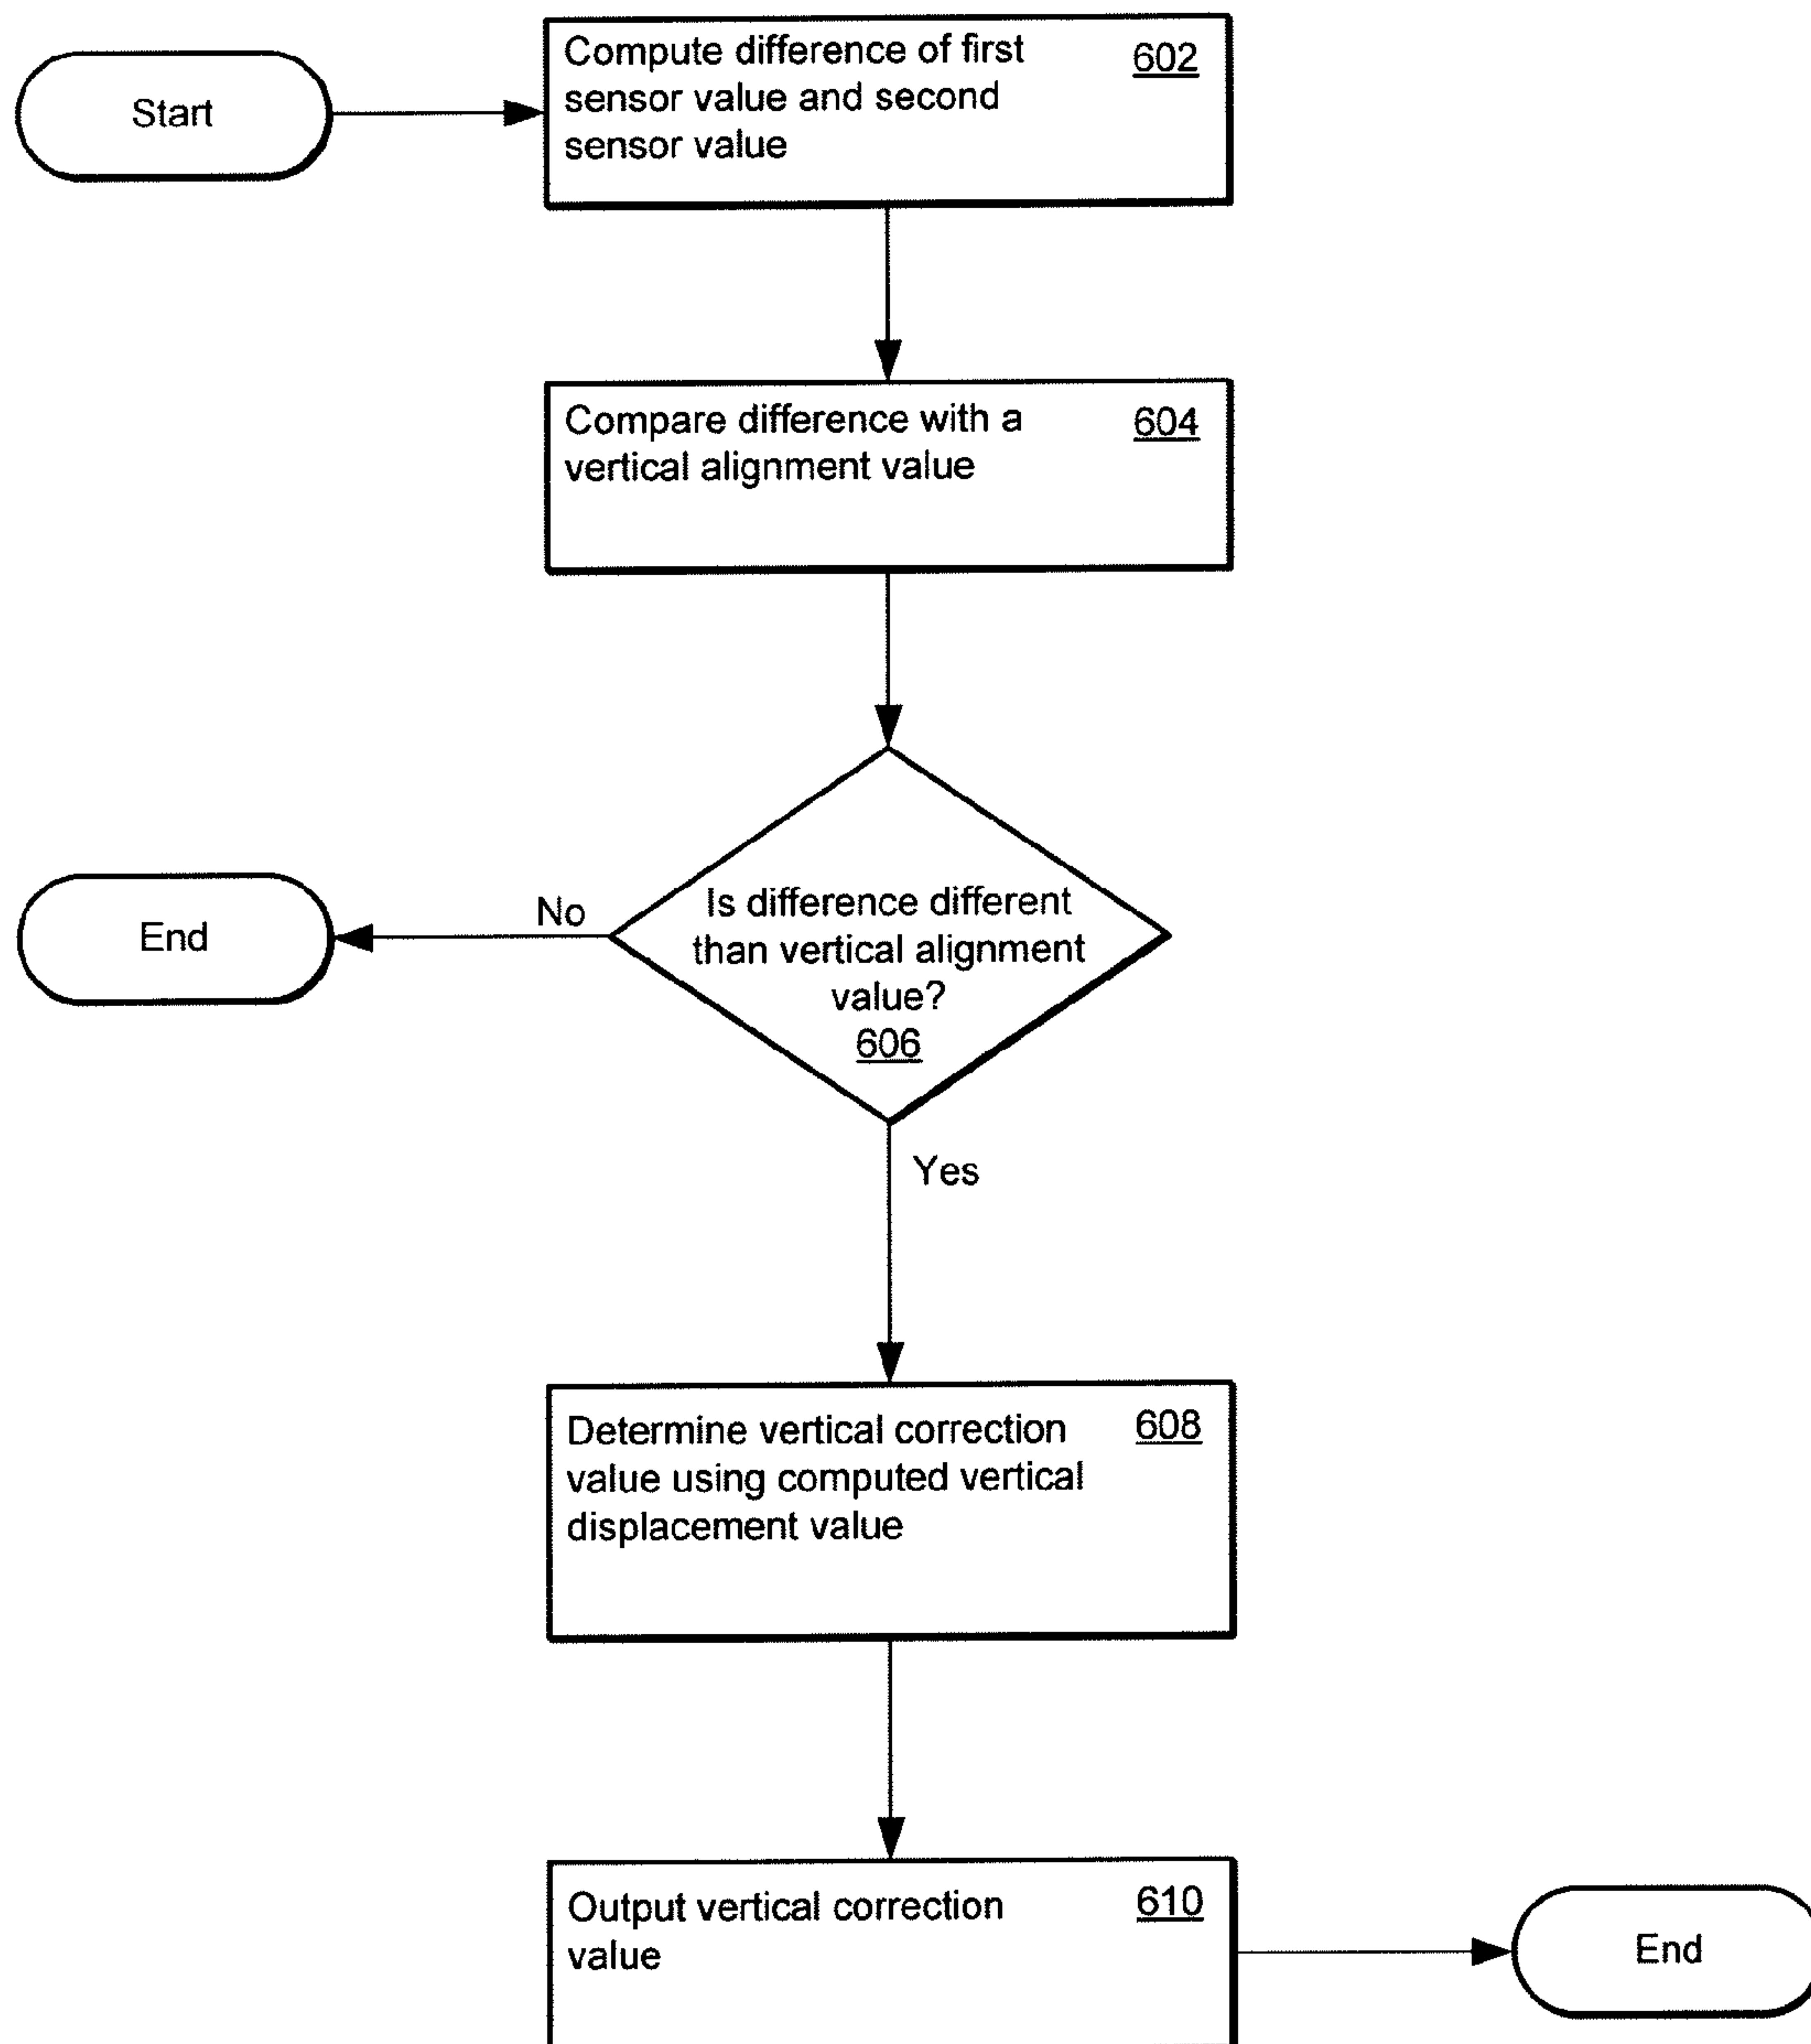 Start
Compute difference of first
602
sensor value and second
sensor value
Compare difference with a
604
vertical alignment value
Is difference different
than vertical alignment
value?
606
No
End
Yes
Determine vertical correction
608
value using computed vertical
displacement value
Output vertical correction
610
value
End